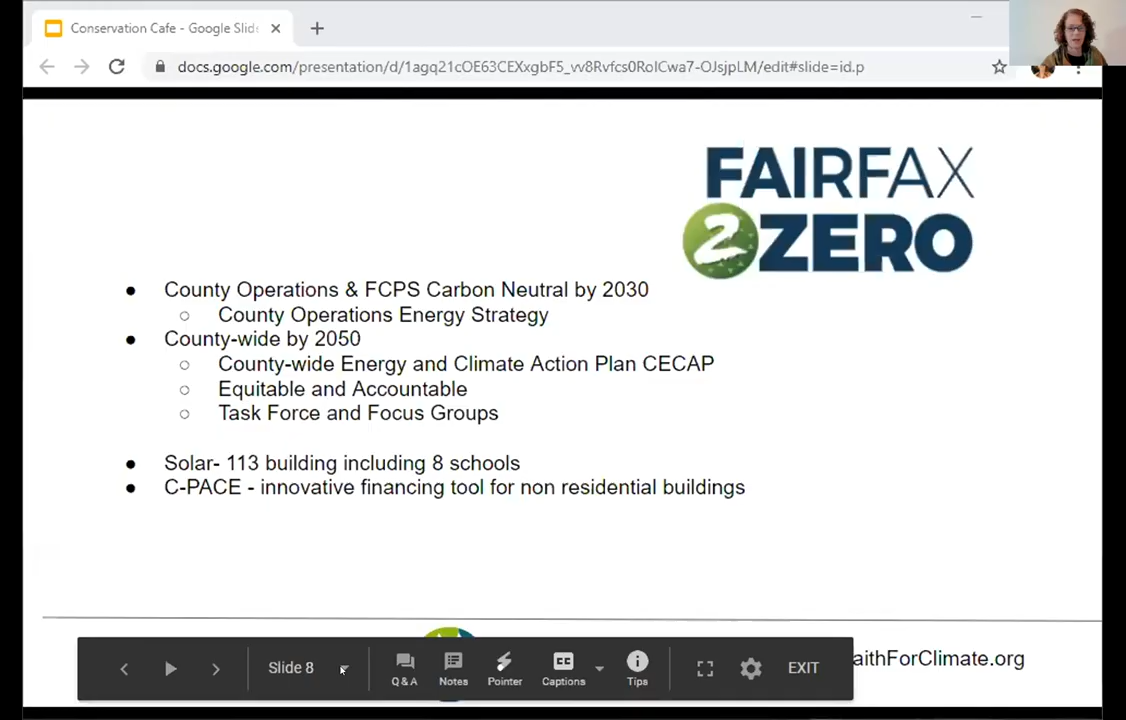 Conservation Cafe - Google Slid
docs.google.com/presentation/d/1agq21cOE63CEXxgbF5_vv8Rvfcs0RolCwa7-OJsjpLM/edit#slide=id.p
FAIRFAX
2ZERO
● County Operations & FCPS Carbon Neutral by 2030
○ County Operations Energy Strategy
● County-wide by 2050
○ County-wide Energy and Climate Action Plan CECAP
○ Equitable and Accountable
○ Task Force and Focus Groups
● Solar- 113 building including 8 schools
● C-PACE - innovative financing tool for non residential buildings
aithForClimate.org
Slide 8
Q & A
Notes
Pointer
CC
Captions
Tips
EXIT